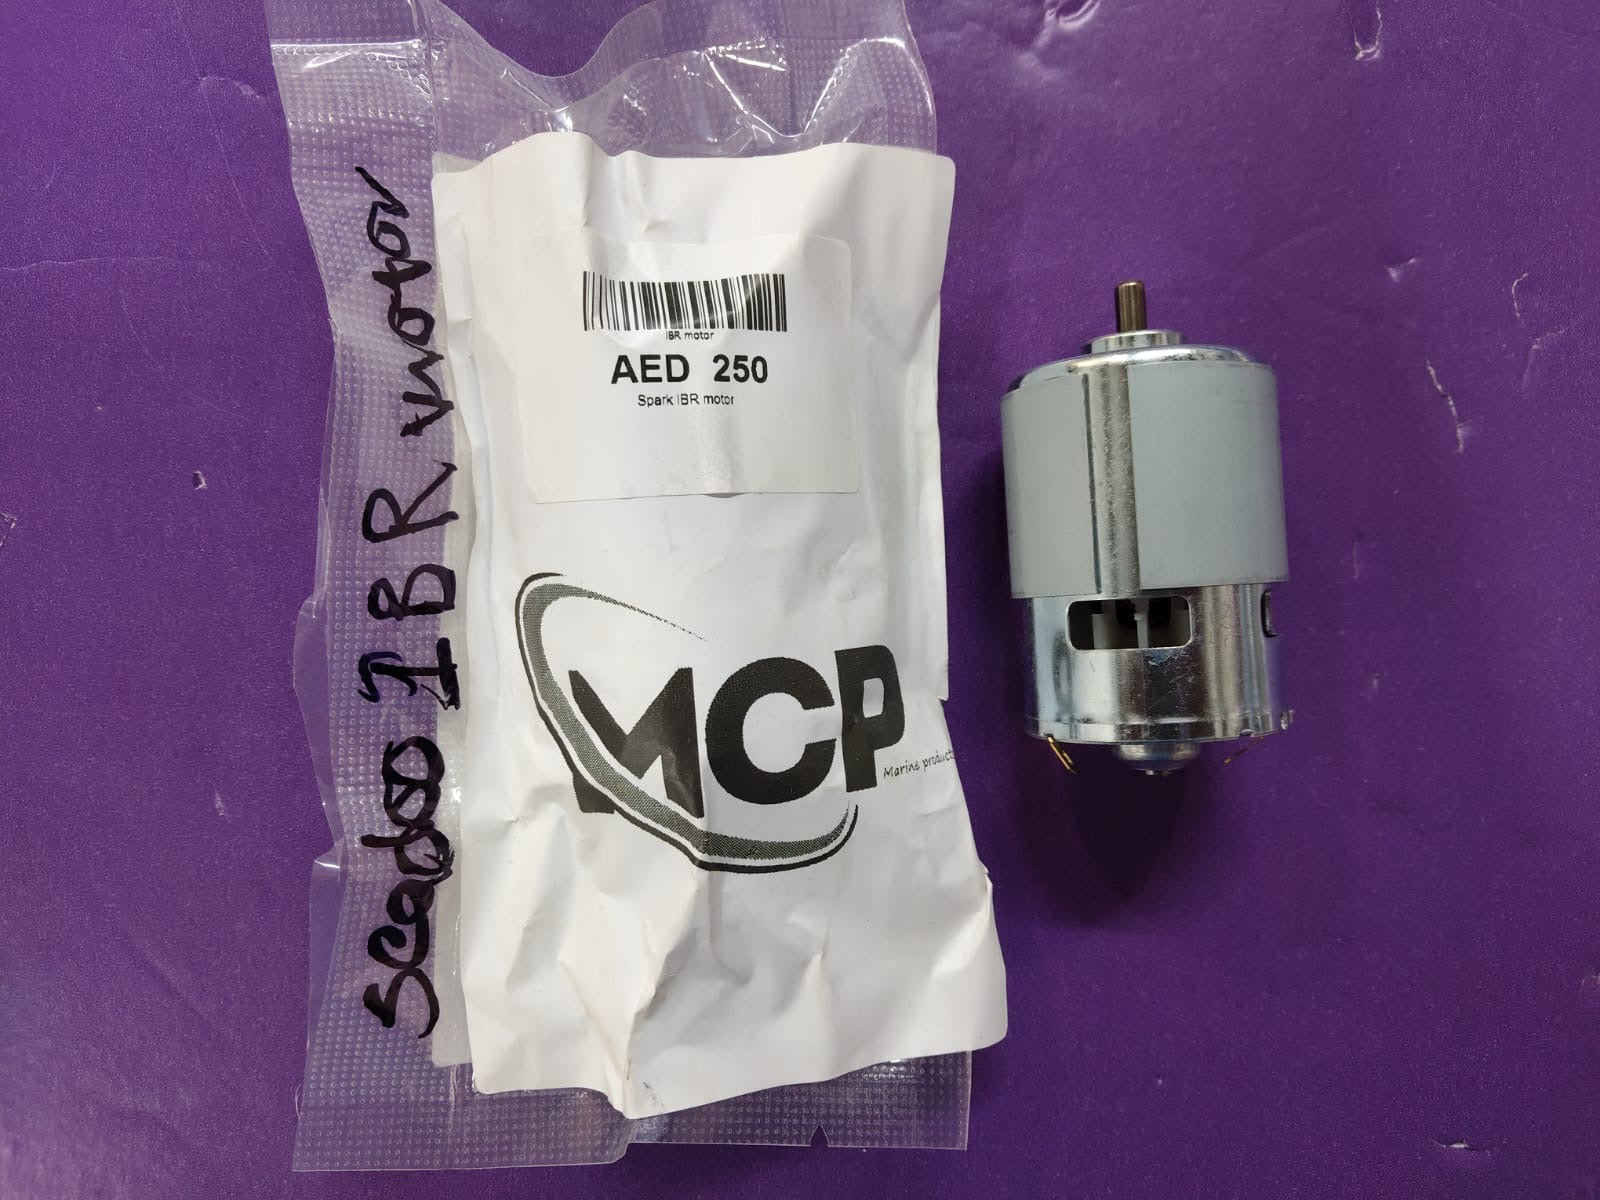 IBR motor
AED 250
Spark IBR motor
MCP
Marine product
seadoo IBR motor